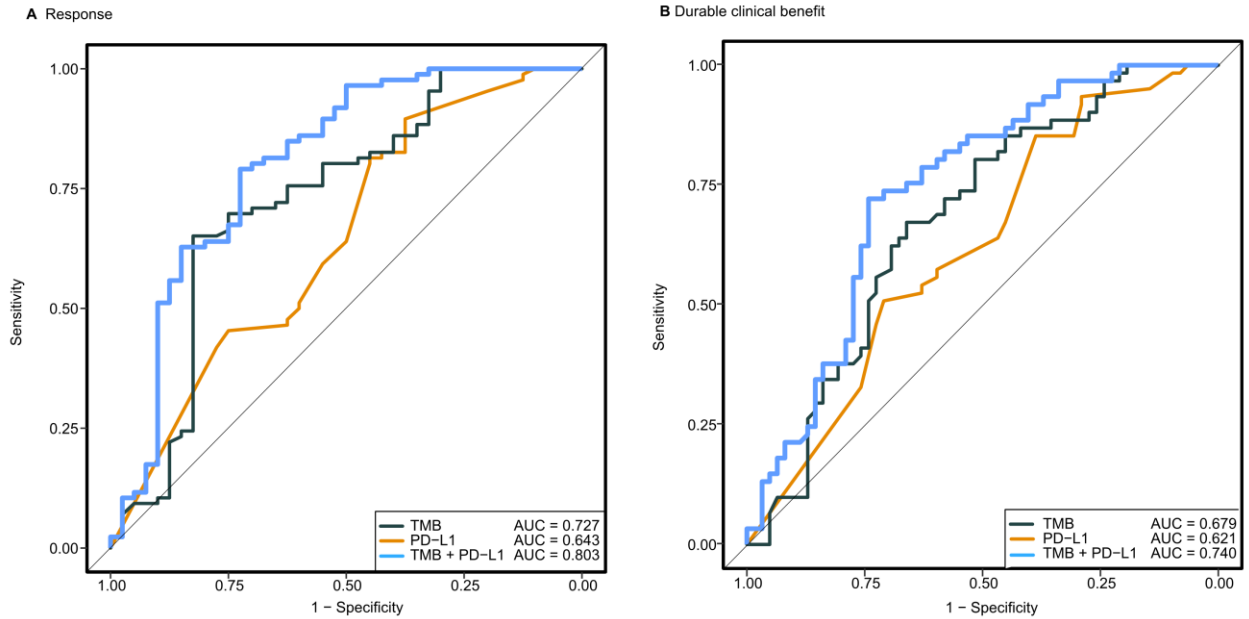 A Response
1.00
0.75
0.50
0.25
0.00
Sensitivity
TMB AUC = 0.727
PD−L1 AUC = 0.643
TMB + PD−L1 AUC = 0.803
1.00 0.75 0.50 0.25 0.00
1 − Specificity
B Durable clinical benefit
1.00
0.75
0.50
0.25
0.00
Sensitivity
TMB AUC = 0.679
PD−L1 AUC = 0.621
TMB + PD−L1 AUC = 0.740
1.00 0.75 0.50 0.25 0.00
1 − Specificity